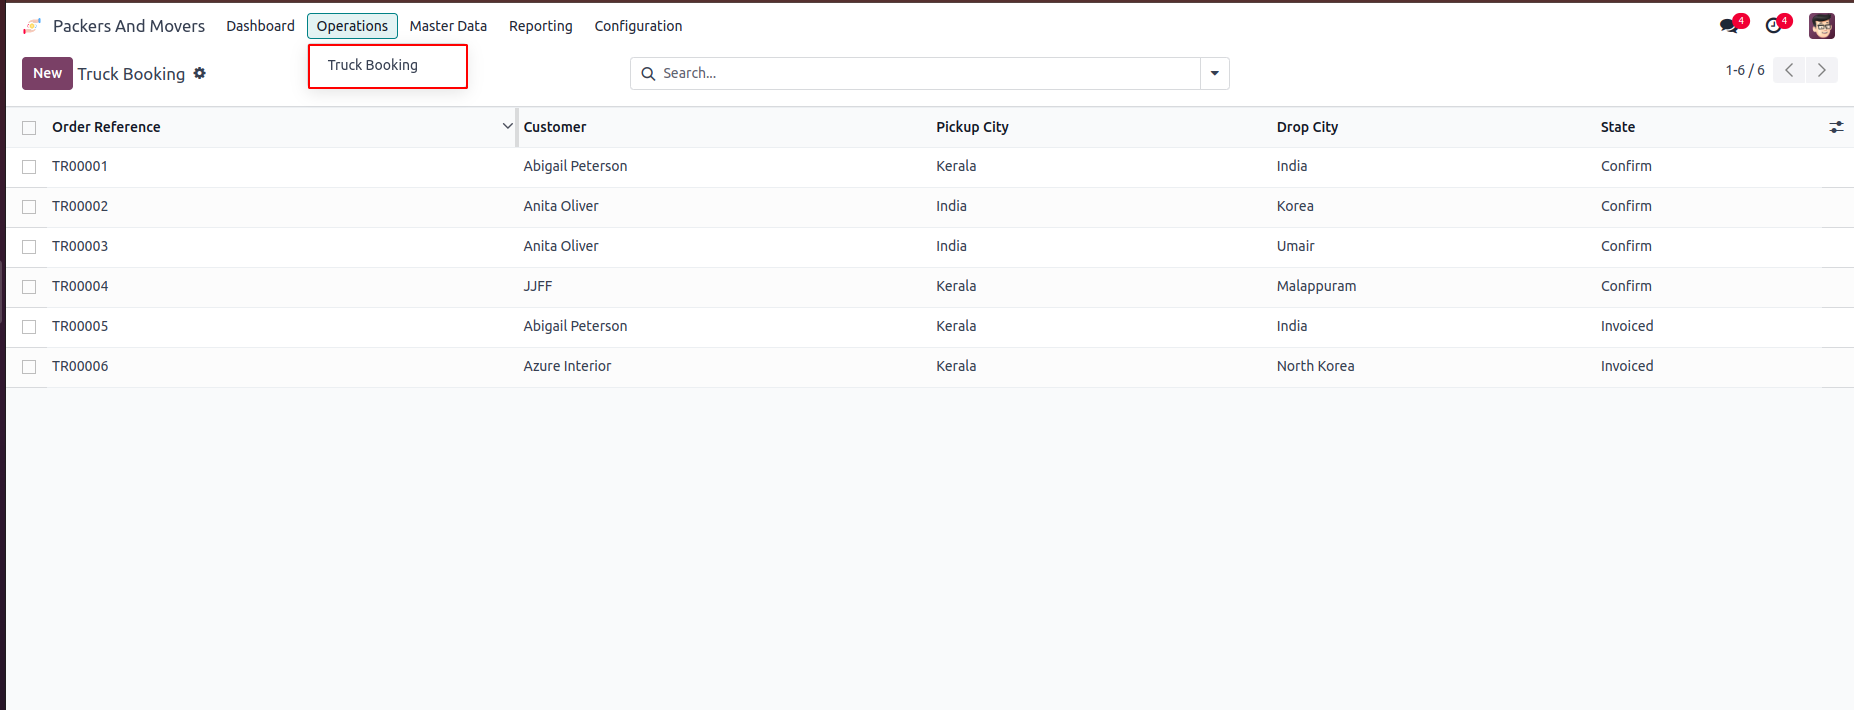 Packers And Movers Dashboard Operations Master Data Reporting Configuration 4 4
Truck Booking
New Truck Booking Search... 1-6 / 6
Order Reference Customer Pickup City Drop City State
TR00001 Abigail Peterson Kerala India Confirm
TR00002 Anita Oliver India Korea Confirm
TR00003 Anita Oliver India Umair Confirm
TR00004 JJFF Kerala Malappuram Confirm
TR00005 Abigail Peterson Kerala India Invoiced
TR00006 Azure Interior Kerala North Korea Invoiced